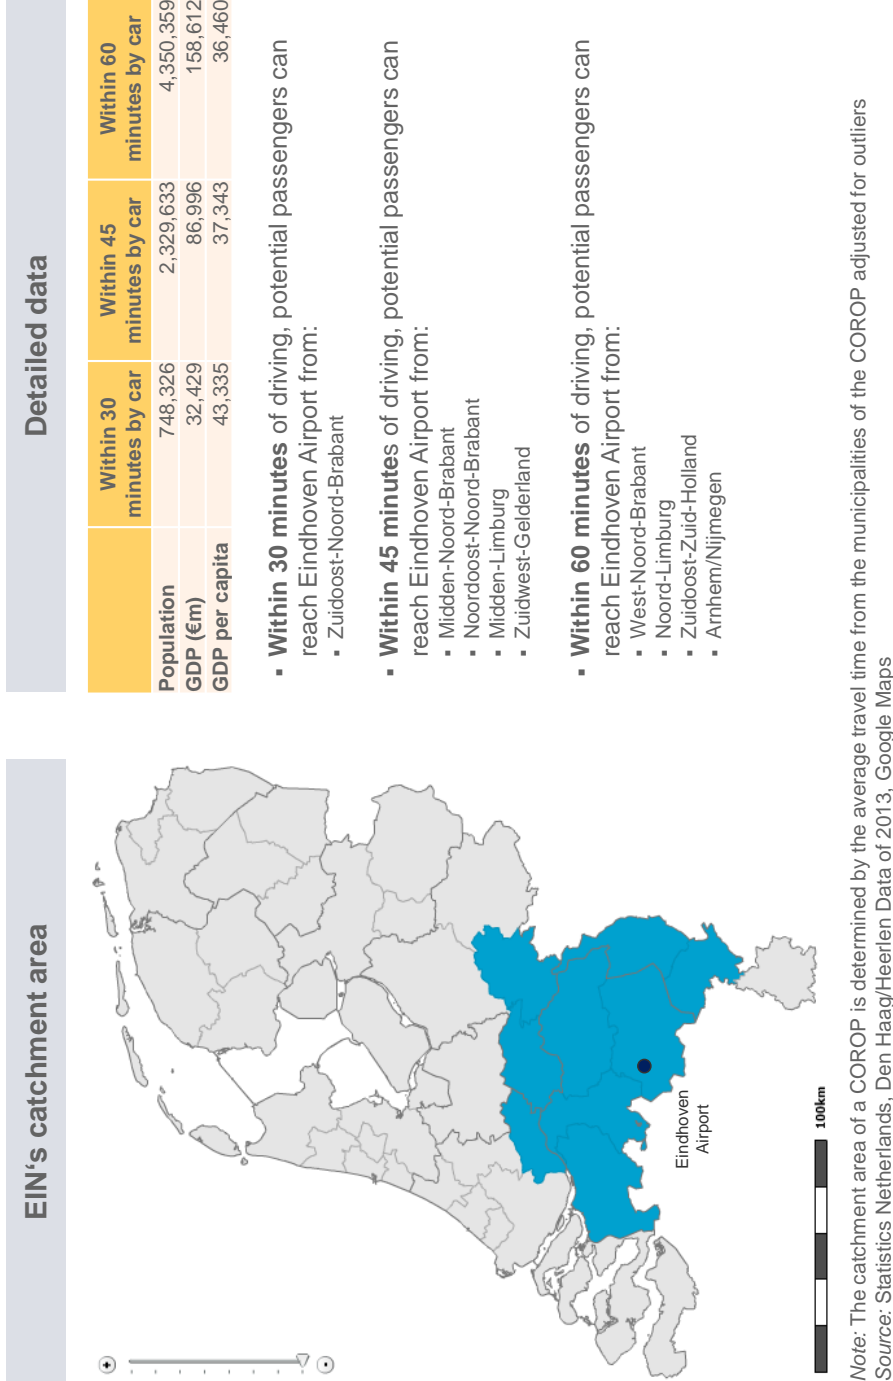 EIN‘s catchment area
+
-
Eindhoven
Airport
100km
Detailed data
Within 30 minutes by car Within 45 minutes by car Within 60 minutes by car
Population 748,326 2,329,633 4,350,359
GDP (€m) 32,429 86,996 158,612
GDP per capita 43,335 37,343 36,460
▪ Within 30 minutes of driving, potential passengers can
reach Eindhoven Airport from:
▪ Zuidoost-Noord-Brabant
▪ Within 45 minutes of driving, potential passengers can
reach Eindhoven Airport from:
▪ Midden-Noord-Brabant
▪ Noordoost-Noord-Brabant
▪ Midden-Limburg
▪ Zuidwest-Gelderland
▪ Within 60 minutes of driving, potential passengers can
reach Eindhoven Airport from:
▪ West-Noord-Brabant
▪ Noord-Limburg
▪ Zuidoost-Zuid-Holland
▪ Arnhem/Nijmegen
Note: The catchment area of a COROP is determined by the average travel time from the municipalities of the COROP adjusted for outliers
Source: Statistics Netherlands, Den Haag/Heerlen Data of 2013, Google Maps